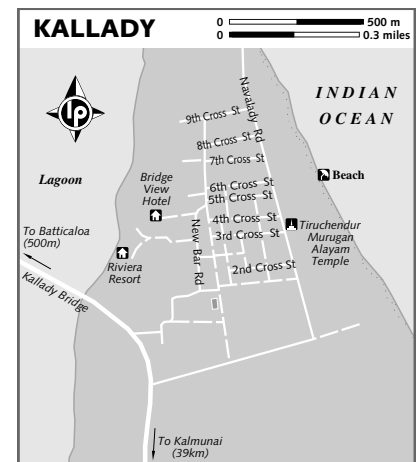 KALLADY
0 500 m
0 0.3 miles
Navalady Rd
INDIAN
OCEAN
9th Cross St
8th Cross St
7th Cross St
6th Cross St
5th Cross St
4th Cross St
3rd Cross St
2nd Cross St
New Bar Rd
lp
Lagoon
Bridge
View
Hotel
Beach
Tiruchendur
Murugan
Alayam
Temple
To Batticaloa
(500m)
Riviera
Resort
Kallady Bridge
To Kalmunai
(39km)